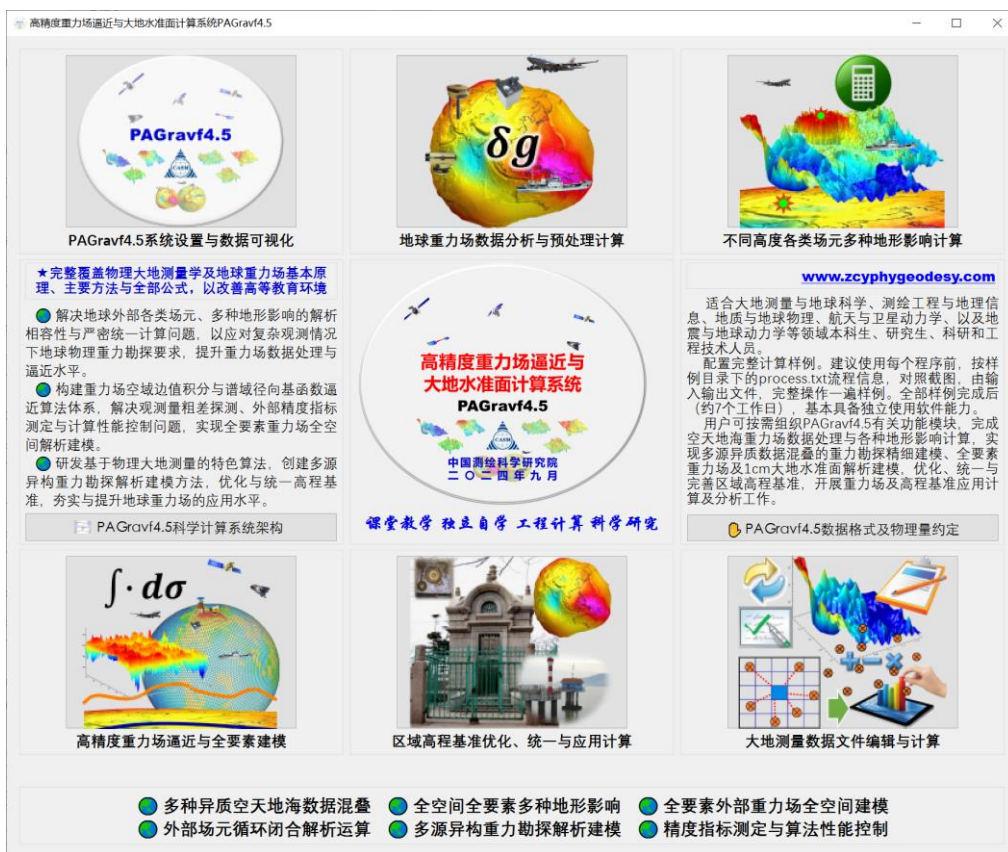 高精度重力场逼近与大地水准面计算系统PAGravf4.5
PAGravf4.5
CASM
PAGravf4.5系统设置与数据可视化
δg
地球重力场数据分析与预处理计算
不同高度各类场元多种地形影响计算
★完整覆盖物理大地测量学及地球重力场基本原
理、主要方法与全部公式，以改善高等教育环境
解决地球外部各类场元、多种地形影响的解析
相容性与严密统一计算问题，以应对复杂观测情况
下地球物理重力勘探要求，提升重力场数据处理与
逼近水平。
构建重力场空域边值积分与谱域径向基函数逼
近算法体系，解决观测量粗差探测、外部精度指标
测定与计算性能控制问题，实现全要素重力场全空
间解析建模。
研发基于物理大地测量的特色算法，创建多源
异构重力勘探解析建模方法，优化与统一高程基
准，夯实与提升地球重力场的应用水平。
PAGravf4.5科学计算系统架构
高精度重力场逼近与
大地水准面计算系统
PAGravf4.5
CASM
中国测绘科学研究院
二〇二四年九月
课堂教学 独立自学 工程计算 科学研究
www.zcyphygeodesy.com
适合大地测量与地球科学、测绘工程与地理信
息、地质与地球物理、航天与卫星动力学、以及地
震与地球动力学等领域本科生、研究生、科研和工
程技术人员。
配置完整计算样例。建议使用每个程序前，按样
例目录下的process.txt流程信息，对照截图，由输
入输出文件，完整操作一遍样例。全部样例完成后
（约7个工作日），基本具备独立使用软件能力。
用户可按需组织PAGravf4.5有关功能模块，完成
空天地海重力场数据处理与各种地形影响计算，实
现多源异质数据混叠的重力勘探精细建模、全要素
重力场及1cm大地水准面解析建模，优化、统一与
完善区域高程基准，开展重力场及高程基准应用计
算及分析工作。
PAGravf4.5数据格式及物理量约定
∫·dσ
高精度重力场逼近与全要素建模
区域高程基准优化、统一与应用计算
大地测量数据文件编辑与计算
多种异质空天地海数据混叠 全空间全要素多种地形影响 全要素外部重力场全空间建模
外部场元循环闭合解析运算 多源异构重力勘探解析建模 精度指标测定与算法性能控制